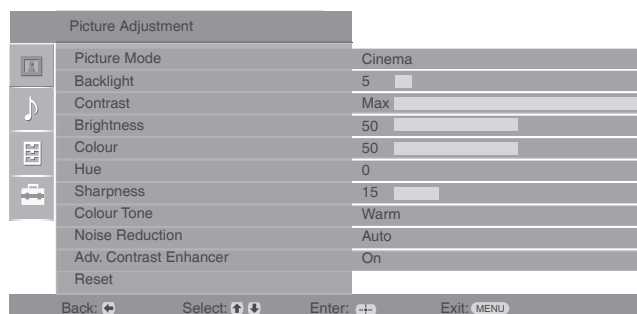 Picture Adjustment
Picture Mode Cinema
Backlight 5
Contrast Max
Brightness 50
Colour 50
Hue 0
Sharpness 15
Colour Tone Warm
Noise Reduction Auto
Adv. Contrast Enhancer On
Reset
Back: Select: Enter: Exit: MENU